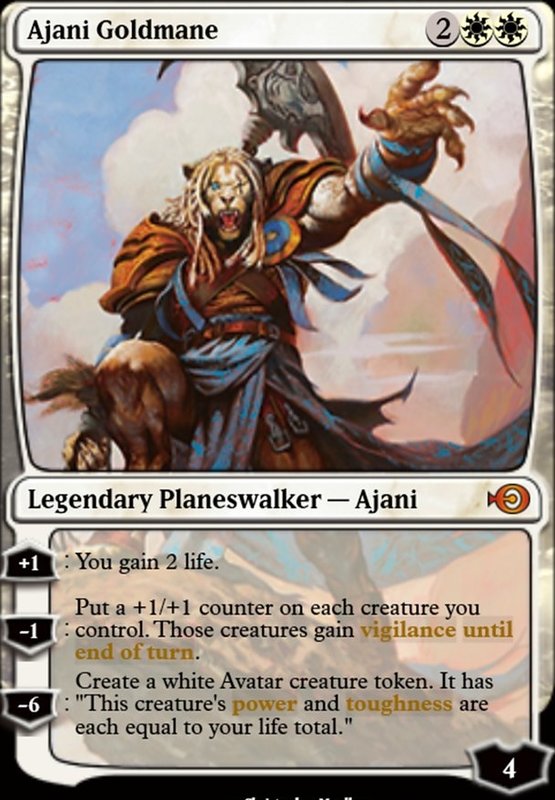 Ajani Goldmane 2
Legendary Planeswalker — Ajani
+1 : You gain 2 life.
Put a +1/+1 counter on each creature you
-1 : control. Those creatures gain vigilance until
end of turn.
Create a white Avatar creature token. It has
-6 : "This creature's power and toughness are
each equal to your life total."
4